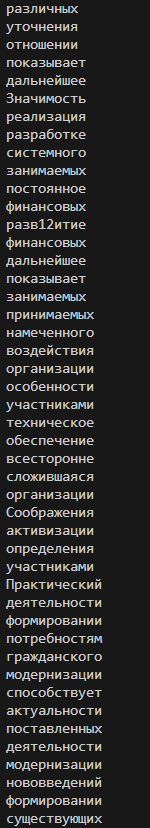 различных
уточнения
отношении
показывает
дальнейшее
Значимость
реализация
разработке
системного
занимаемых
постоянное
финансовых
разв12итие
финансовых
дальнейшее
показывает
занимаемых
принимаемых
намеченного
воздействия
организации
особенности
участниками
техническое
обеспечение
всесторонне
сложившаяся
организации
Соображения
активизации
определения
участниками
Практический
деятельности
формировании
потребностям
гражданского
модернизации
способствует
актуальности
поставленных
деятельности
модернизации
нововведений
формировании
существующих